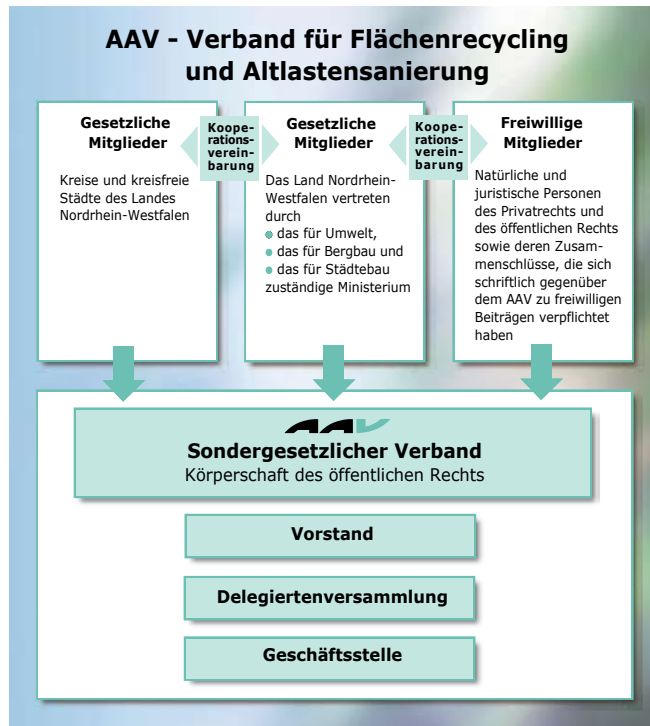 AAV - Verband für Flächenrecycling
und Altlastensanierung
Gesetzliche
Mitglieder
Kreise und kreisfreie
Städte des Landes
Nordrhein-Westfalen
Koope-
rations-
verein-
barung
Gesetzliche
Mitglieder
Das Land Nordrhein-
Westfalen vertreten
durch
das für Umwelt,
das für Bergbau und
das für Städtebau
zuständige Ministerium
Koope-
rations-
verein-
barung
Freiwillige
Mitglieder
Natürliche und
juristische Personen
des Privatrechts und
des öffentlichen Rechts
sowie deren Zusam-
menschlüsse, die sich
schriftlich gegenüber
dem AAV zu freiwilligen
Beiträgen verpflichtet
haben
AAV
Sondergesetzlicher Verband
Körperschaft des öffentlichen Rechts
Vorstand
Delegiertenversammlung
Geschäftsstelle